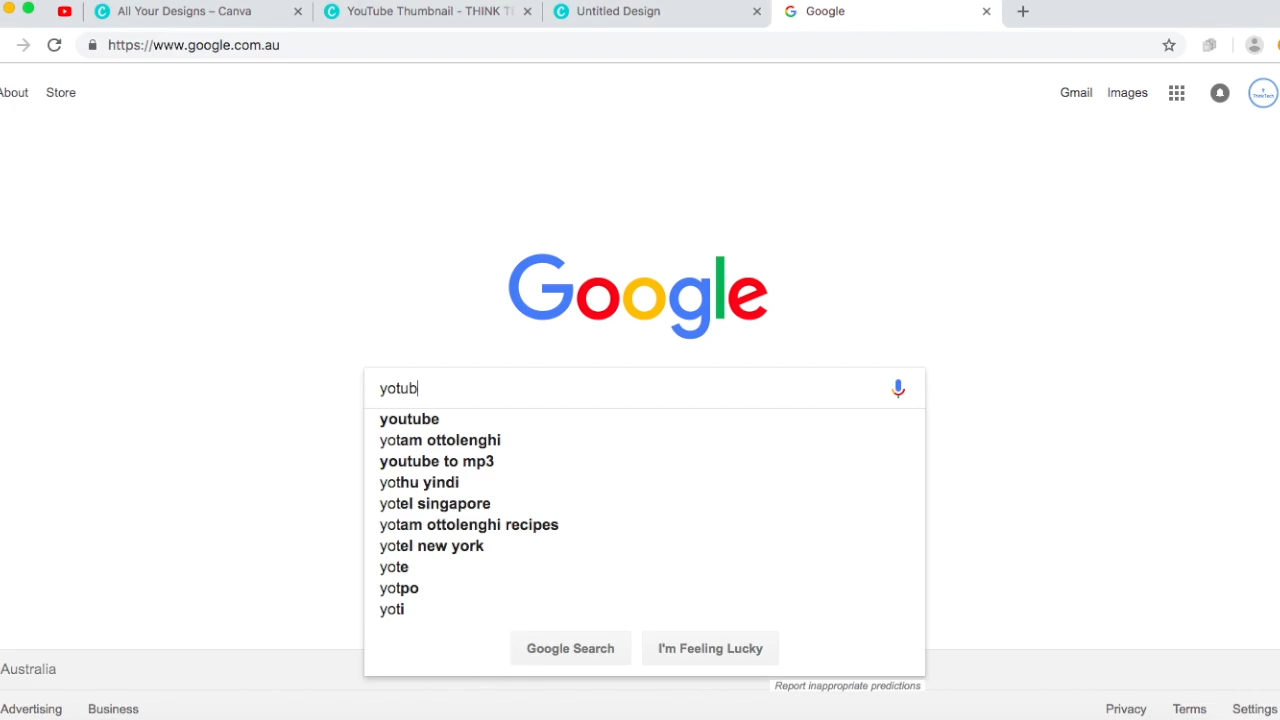 All Your Designs – Canva
YouTube Thumbnail - THINK T
Untitled Design
Google
https://www.google.com.au
About
Store
Gmail
Images
ThinkTech
Google
yotub
youtube
yotam ottolenghi
youtube to mp3
yothu yindi
yotel singapore
yotam ottolenghi recipes
yotel new york
yote
yotpo
yoti
Google Search
I'm Feeling Lucky
Report inappropriate predictions
Australia
Advertising
Business
Privacy
Terms
Settings